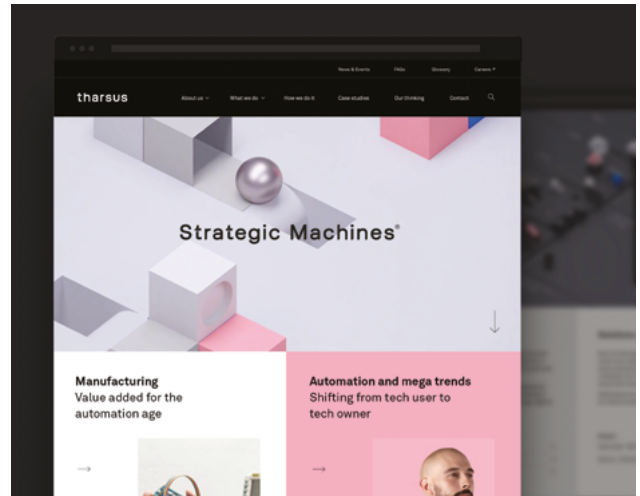 News & Events FAQs Glossary Careers
tharsus
About us What we do How we do it Case studies Our thinking Contact
Strategic Machines®
Manufacturing
Value added for the
automation age
Automation and mega trends
Shifting from tech user to
tech owner